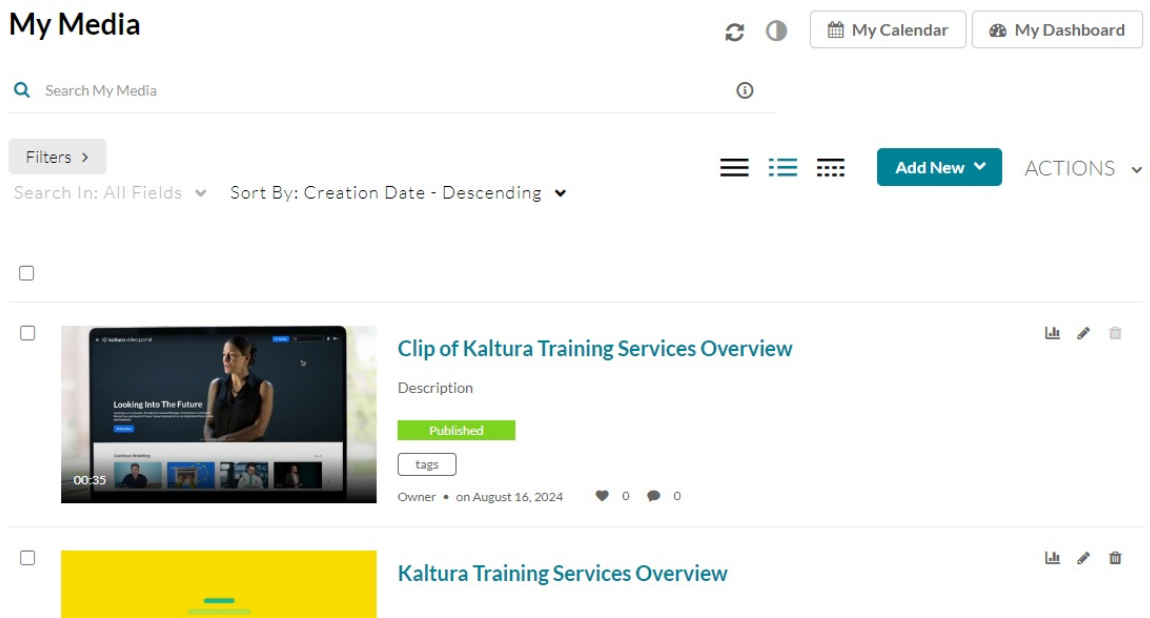 My Media
My Calendar
My Dashboard
Search My Media
Filters
Add New
ACTIONS
Search In: All Fields
Sort By: Creation Date - Descending
kaltura videoportal
Looking Into The Future
Continue Watching
00:35
Clip of Kaltura Training Services Overview
Description
Published
tags
Owner • on August 16, 2024 0 0
Kaltura Training Services Overview